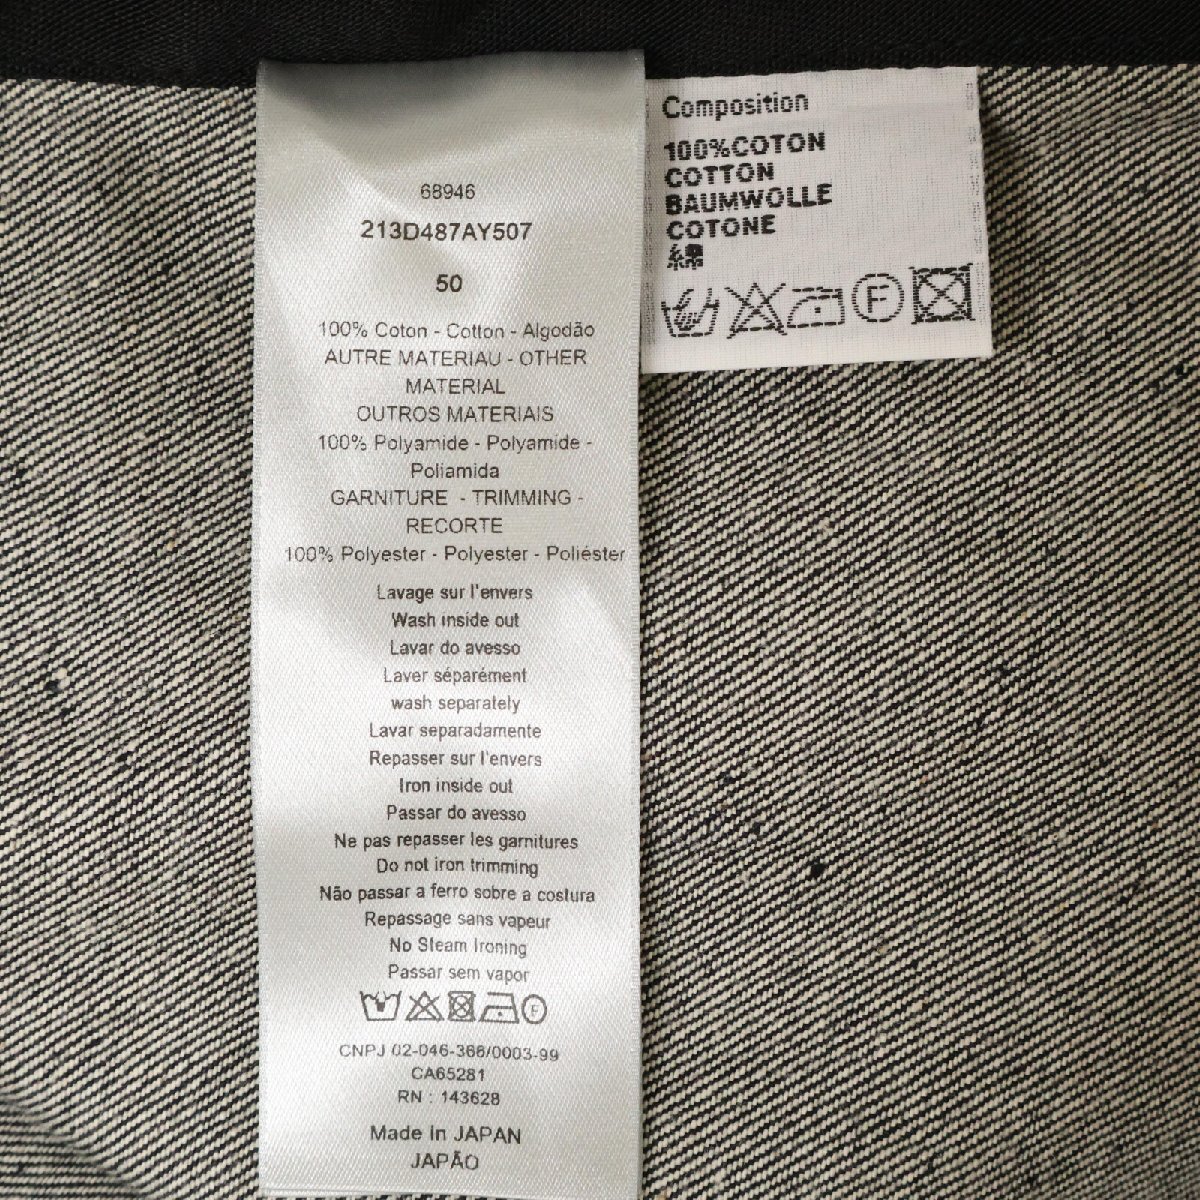 68946
213D487AY507
50
100% Coton - Cotton - Algodão
AUTRE MATERIAU - OTHER
MATERIAL
OUTROS MATERIAIS
100% Polyamide - Polyamide -
Poliamida
GARNITURE - TRIMMING -
RECORTE
100% Polyester - Polyester - Poliéster
Lavage sur l'envers
Wash inside out
Lavar do avesso
Laver séparément
wash separately
Lavar separadamente
Repasser sur l'envers
Iron inside out
Passar do avesso
Ne pas repasser les garnitures
Do not iron trimming
Não passar a ferro sobre a costura
Repassage sans vapeur
No Steam Ironing
Passar sem vapor
F
CNPJ 02-046-366/0003-99
CA65281
RN : 143628
Made In JAPAN
JAPÃO
Composition
100%COTON
COTTON
BAUMWOLLE
COTONE
綿
F